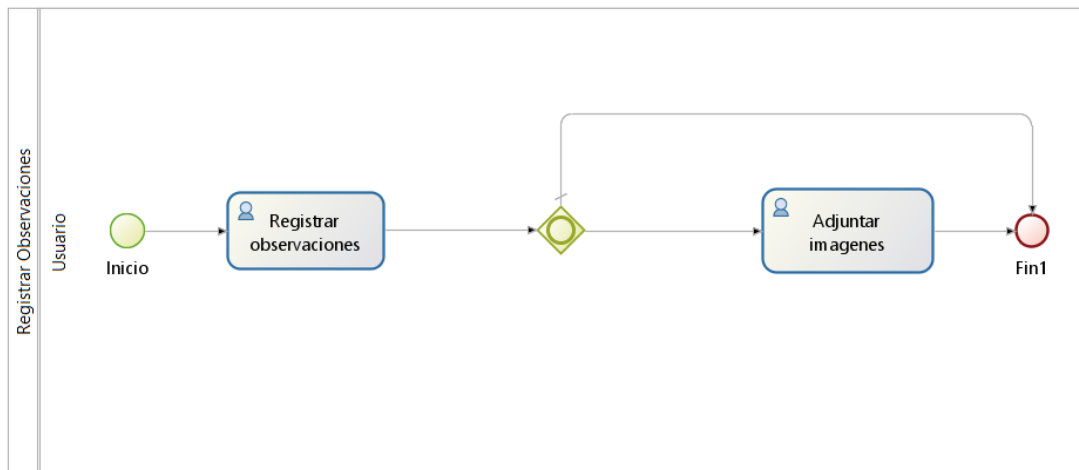 Registrar Observaciones
Usuario
Inicio
Registrar
observaciones
Adjuntar
imagenes
Fin1